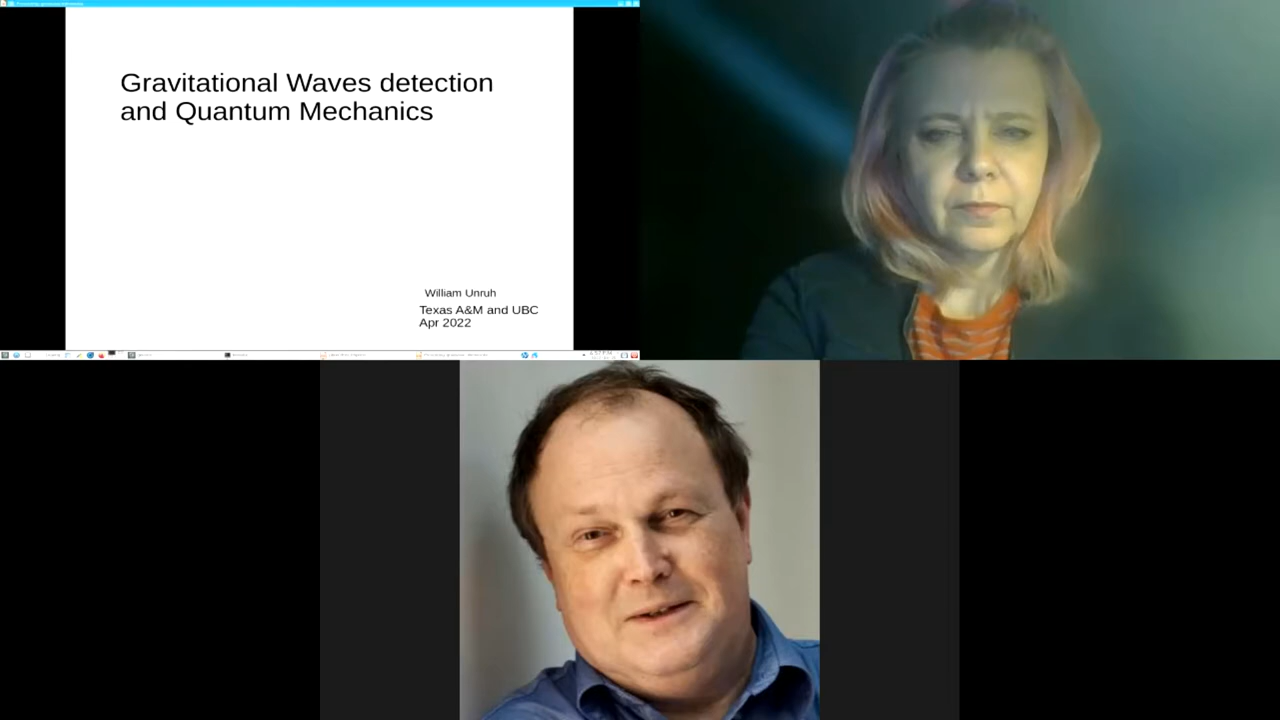 Gravitational Waves detection
and Quantum Mechanics
William Unruh
Texas A&M and UBC
Apr 2022